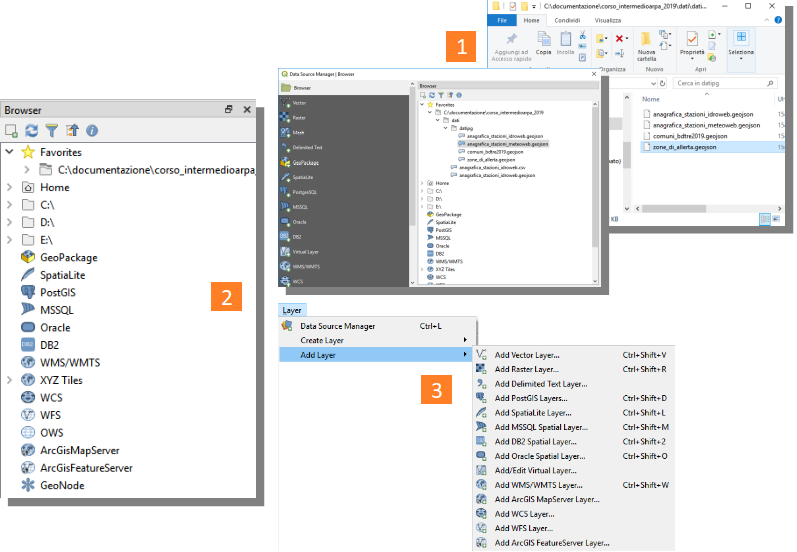 1
C:\documentazione\corso_intermedioarpa_2019\dati\dati...
File Home Condividi Visualizza
Aggiungi ad Accesso rapido
Copia
Incolla
Organizza
Nuova cartella
Nuovo
Proprietà
Apri
Seleziona
Cerca in datipg
Nome
anagrafica_stazioni_idroweb.geojson
anagrafica_stazioni_meteoweb.geojson
comuni_bdtre2019.geojson
zone_di_allerta.geojson
KB
Data Source Manager | Browser
Browser
Vector
Raster
Mesh
Delimited Text
GeoPackage
SpatiaLite
PostgreSQL
MSSQL
Oracle
DB2
Virtual Layer
WMS/WMTS
WCS
Browser
Favorites
C:\documentazione\corso_intermedioarpa_2019
dati
datipg
anagrafica_stazioni_idroweb.geojson
anagrafica_stazioni_meteoweb.geojson
comuni_bdtre2019.geojson
zone_di_allerta.geojson
anagrafica_stazioni_idroweb.csv
anagrafica_stazioni_idroweb.geojson
Home
C:\
D:\
E:\
GeoPackage
SpatiaLite
PostGIS
MSSQL
Oracle
DB2
WMS/WMTS
XYZ Tiles
WCS
WFS
Browser
Favorites
C:\documentazione\corso_intermedioarpa_
Home
C:\
D:\
E:\
GeoPackage
SpatiaLite
PostGIS
MSSQL
Oracle
DB2
WMS/WMTS
XYZ Tiles
WCS
WFS
OWS
ArcGisMapServer
ArcGisFeatureServer
GeoNode
2
Layer
Data Source Manager Ctrl+L
Create Layer
Add Layer
3
Add Vector Layer... Ctrl+Shift+V
Add Raster Layer... Ctrl+Shift+R
Add Delimited Text Layer...
Add PostGIS Layers... Ctrl+Shift+D
Add SpatiaLite Layer... Ctrl+Shift+L
Add MSSQL Spatial Layer... Ctrl+Shift+M
Add DB2 Spatial Layer... Ctrl+Shift+2
Add Oracle Spatial Layer... Ctrl+Shift+O
Add/Edit Virtual Layer...
Add WMS/WMTS Layer... Ctrl+Shift+W
Add ArcGIS MapServer Layer...
Add WCS Layer...
Add WFS Layer...
Add ArcGIS FeatureServer Layer...